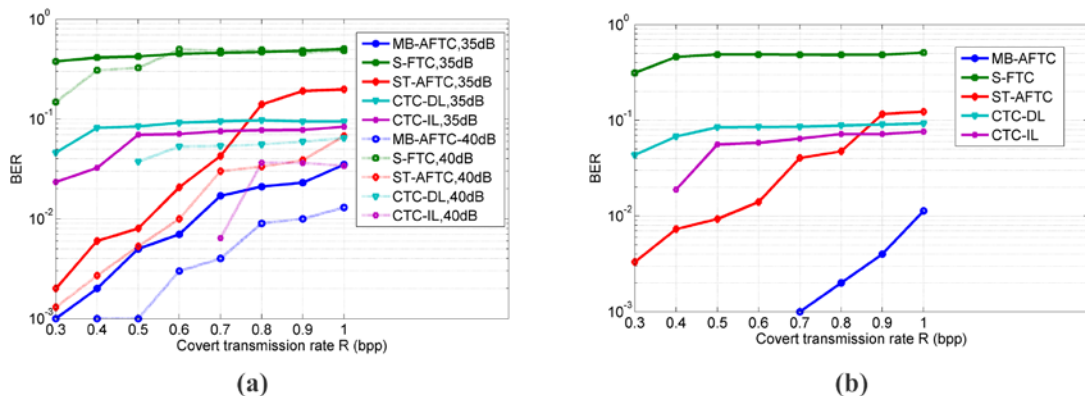 10^0
10^-1
10^-2
10^-3
BER
0.3 0.4 0.5 0.6 0.7 0.8 0.9 1
Covert transmission rate R (bpp)
MB-AFTC,35dB
S-FTC,35dB
ST-AFTC,35dB
CTC-DL,35dB
CTC-IL,35dB
MB-AFTC-40dB
S-FTC,40dB
ST-AFTC,40dB
CTC-DL,40dB
CTC-IL,40dB
(a)
10^0
10^-1
10^-2
10^-3
BER
0.3 0.4 0.5 0.6 0.7 0.8 0.9 1
Covert transmission rate R (bpp)
MB-AFTC
S-FTC
ST-AFTC
CTC-DL
CTC-IL
(b)